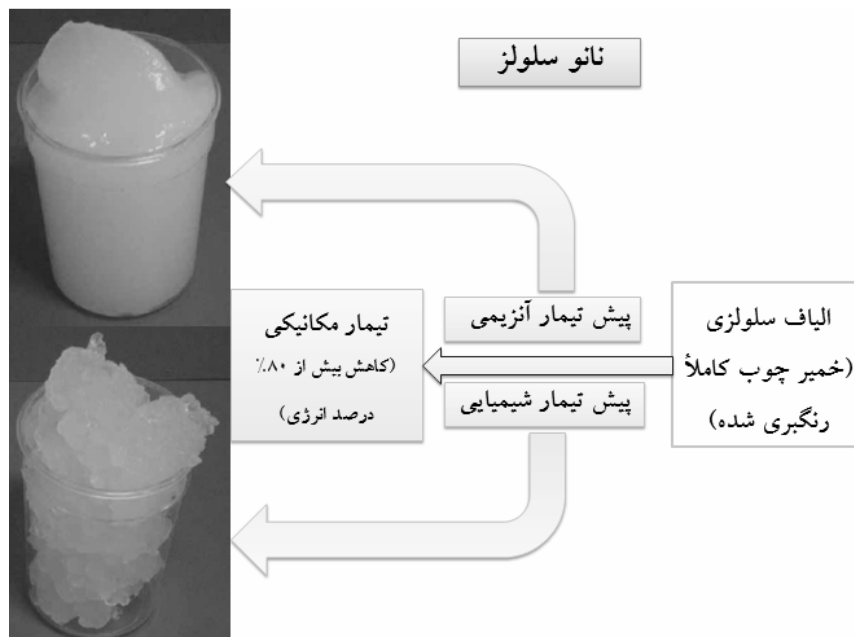 نانو سلولز
الیاف سلولزی
(خمیر چوب کاملأ
رنگبری شده)
پیش تیمار آنزیمی
پیش تیمار شیمیایی
تیمار مکانیکی
(کاهش بیش از ۸۰٪
درصد انرژی)